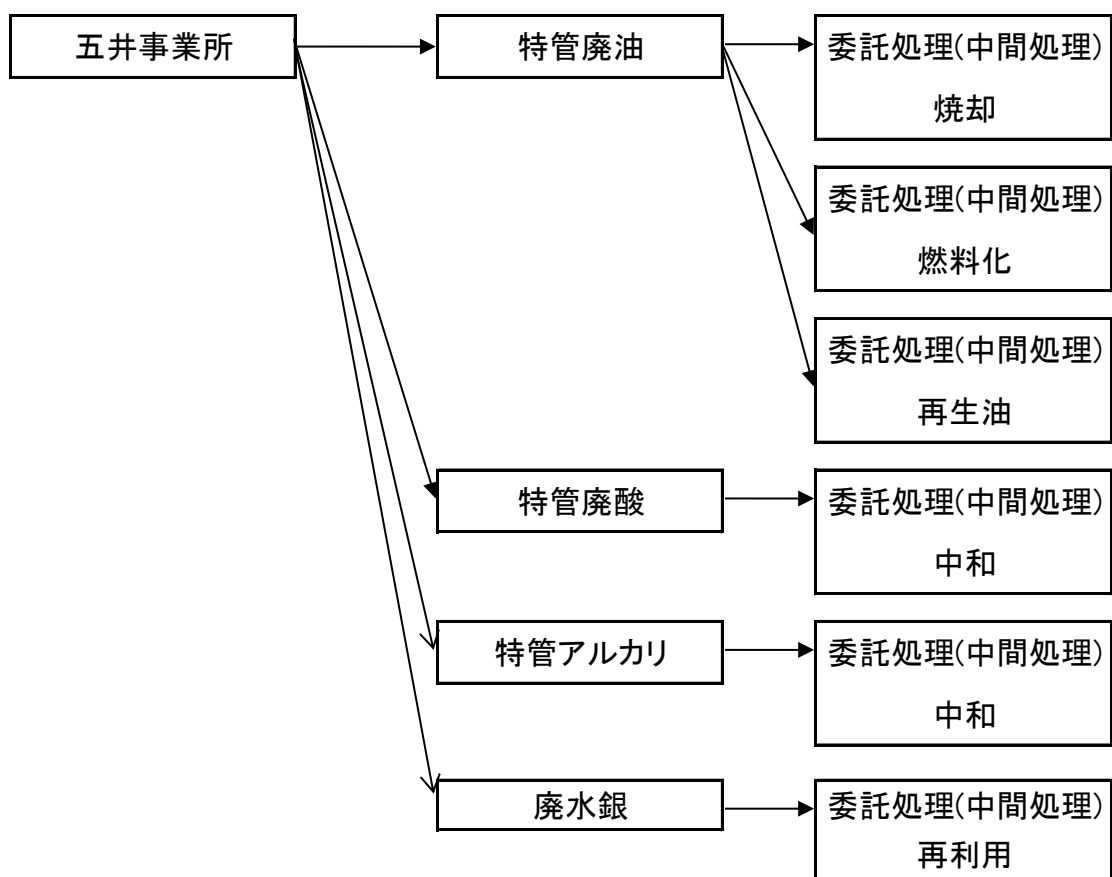 五井事業所
特管廃油
委託処理(中間処理)
焼却
委託処理(中間処理)
燃料化
委託処理(中間処理)
再生油
特管廃酸
委託処理(中間処理)
中和
特管アルカリ
委託処理(中間処理)
中和
廃水銀
委託処理(中間処理)
再利用